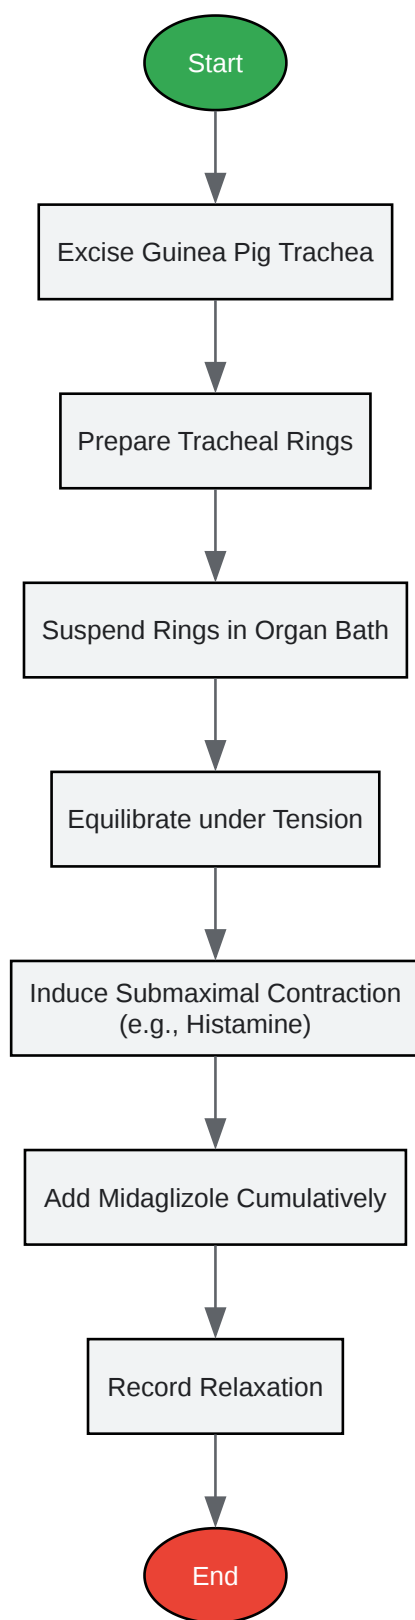 Start
Excise Guinea Pig Trachea
Prepare Tracheal Rings
Suspend Rings in Organ Bath
Equilibrate under Tension
Induce Submaximal Contraction
(e.g., Histamine)
Add Midaglizole Cumulatively
Record Relaxation
End